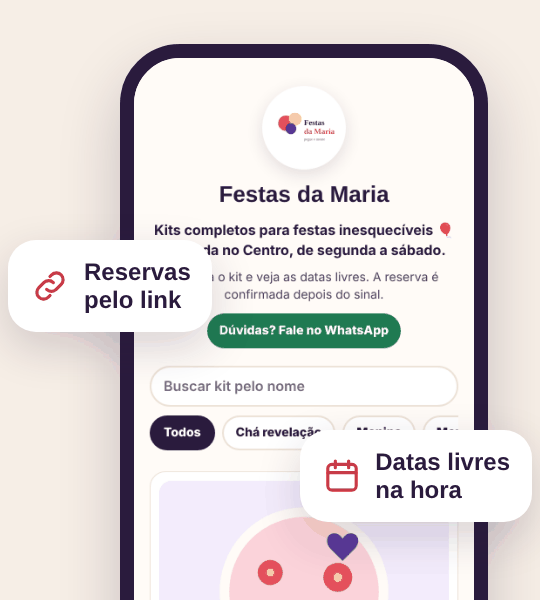 Festas
da Maria
Festas da Maria
Kits completos para festas inesquecíveis 🎈
da no Centro, de segunda a sábado.
o kit e veja as datas livres. A reserva é
confirmada depois do sinal.
Reservas
pelo link
Dúvidas? Fale no WhatsApp
Buscar kit pelo nome
Todos
Chá revelação
Datas livres
na hora